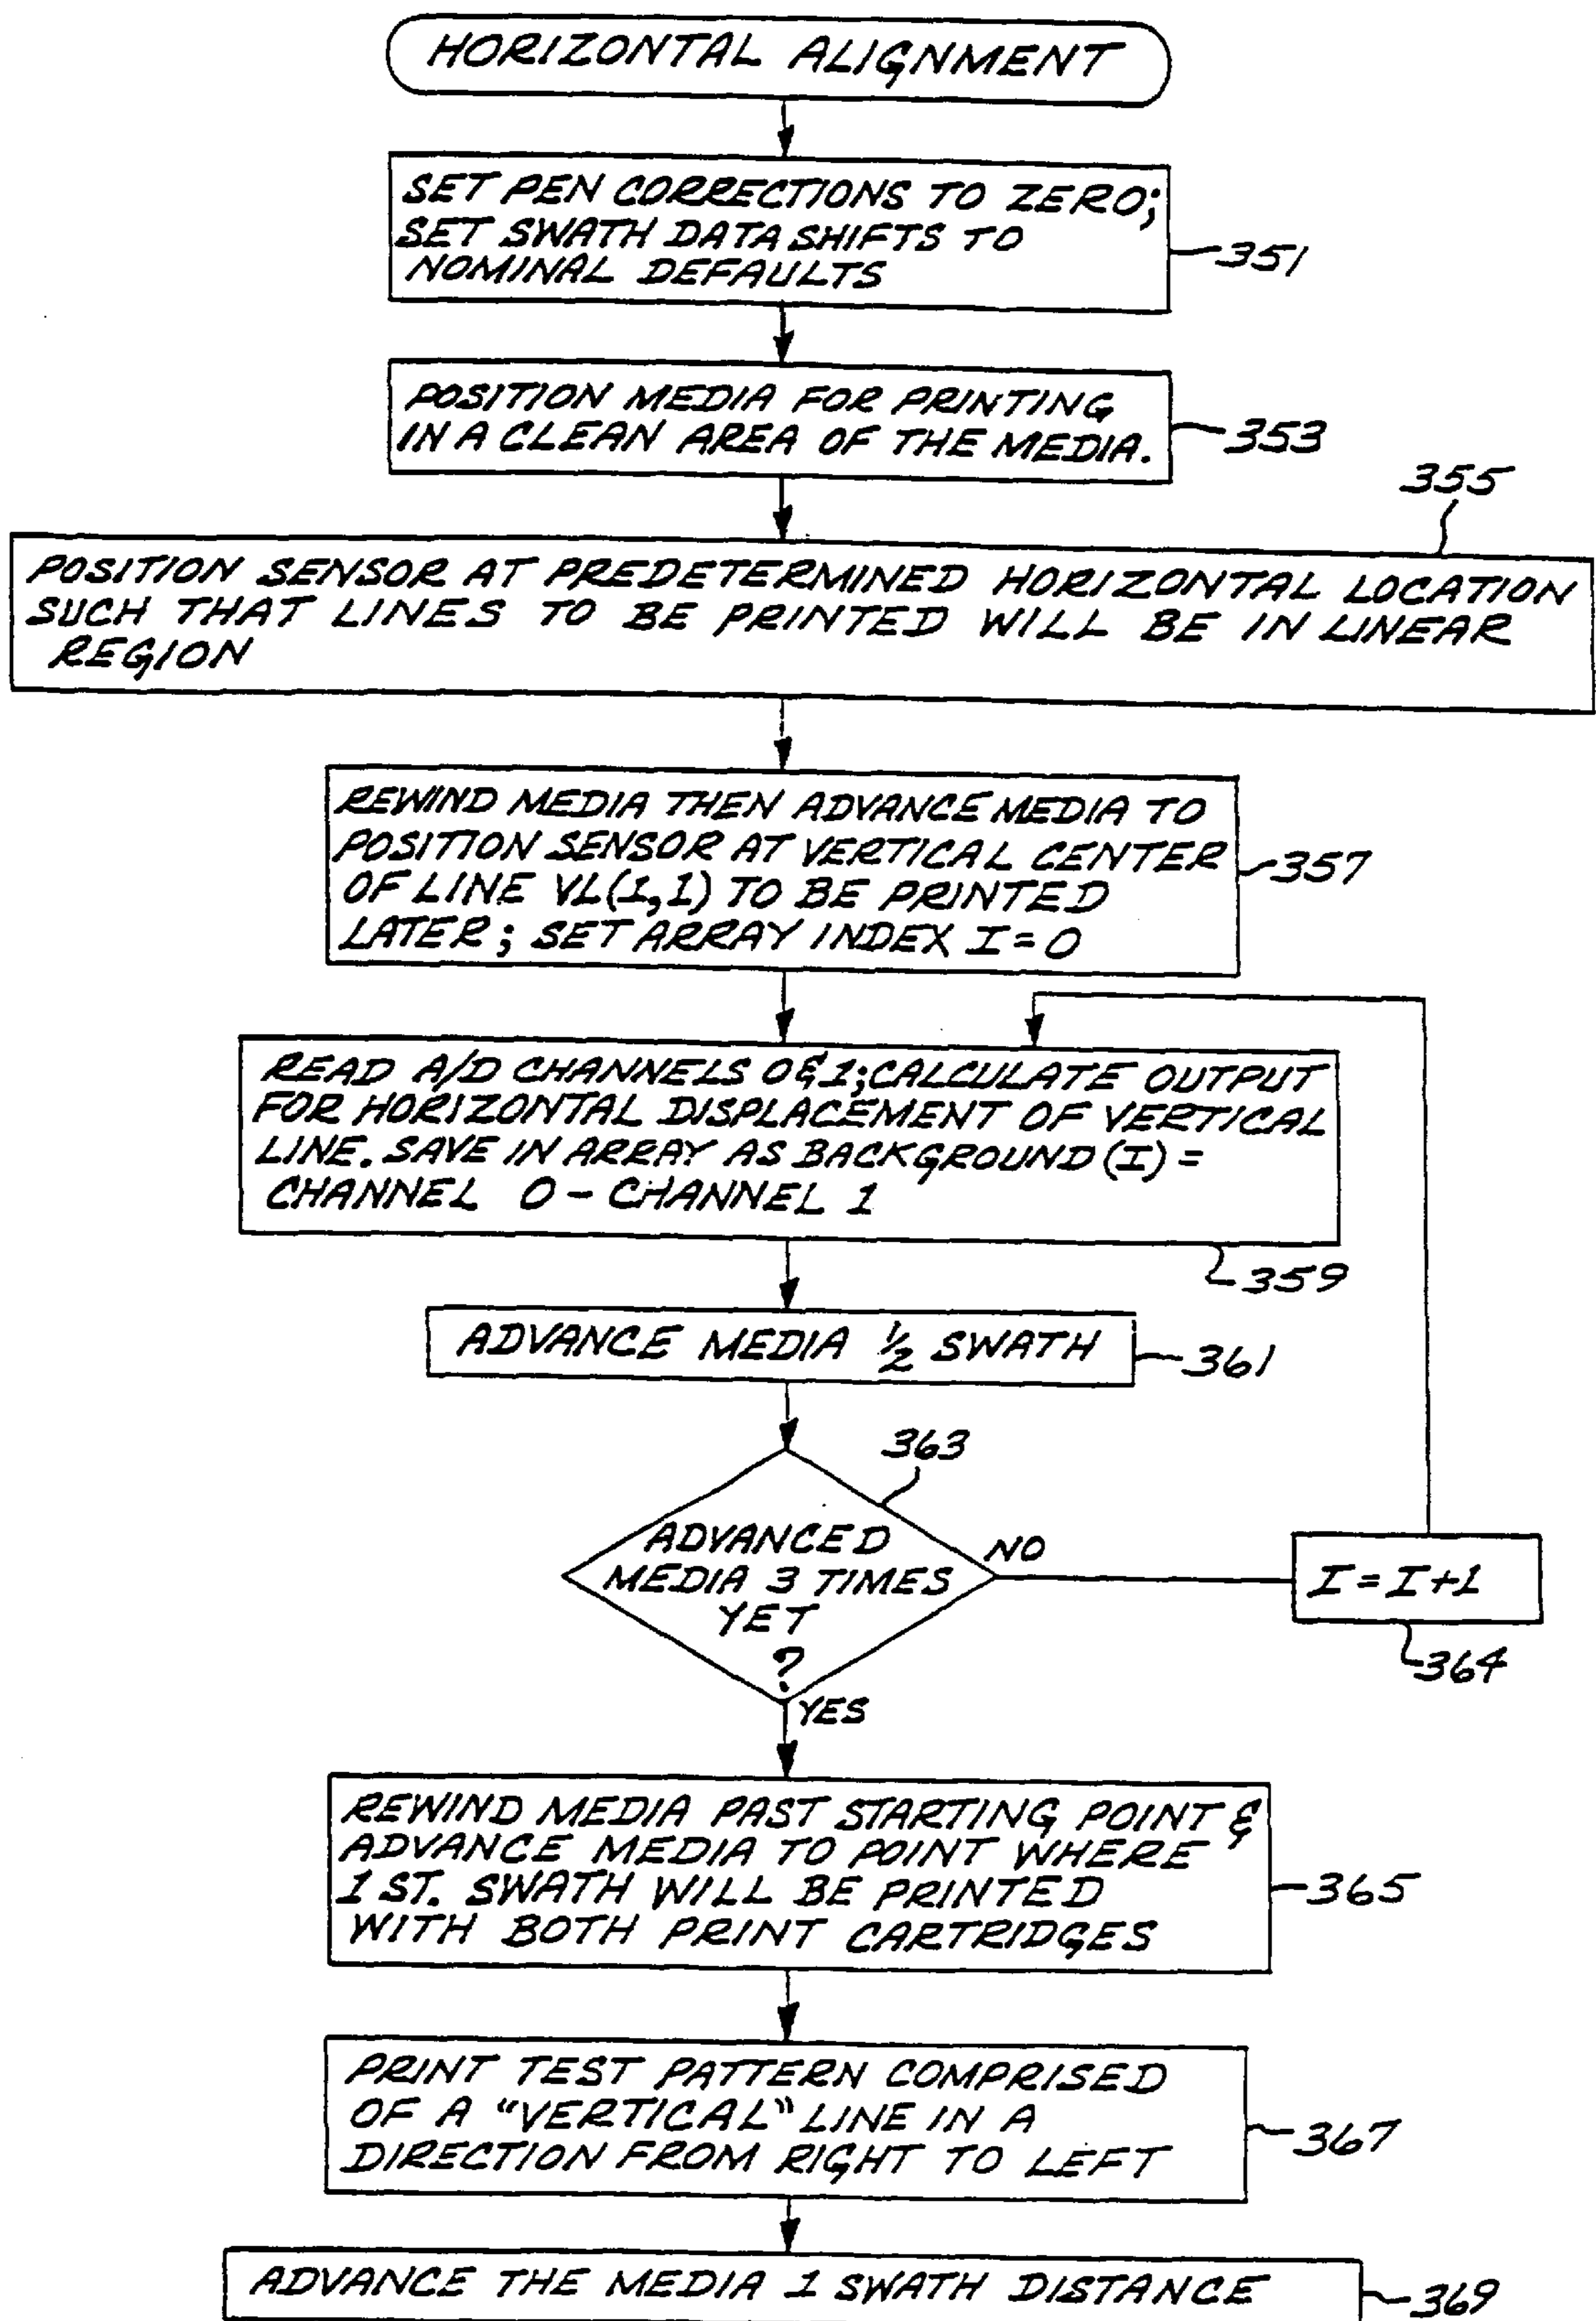 HORIZONTAL ALIGNMENT
SET PEN CORRECTIONS TO ZERO;
SET SWATH DATA SHIFTS TO
NOMINAL DEFAULTS
351
POSITION MEDIA FOR PRINTING
IN A CLEAN AREA OF THE MEDIA.
353
355
POSITION SENSOR AT PREDETERMINED HORIZONTAL LOCATION
SUCH THAT LINES TO BE PRINTED WILL BE IN LINEAR
REGION
REWIND MEDIA THEN ADVANCE MEDIA TO
POSITION SENSOR AT VERTICAL CENTER
OF LINE VL(1,1) TO BE PRINTED
LATER; SET ARRAY INDEX I=0
357
READ A/D CHANNELS 0&1; CALCULATE OUTPUT
FOR HORIZONTAL DISPLACEMENT OF VERTICAL
LINE. SAVE IN ARRAY AS BACKGROUND (I) =
CHANNEL 0 - CHANNEL 1
359
ADVANCE MEDIA ½ SWATH
361
363
ADVANCED
MEDIA 3 TIMES
YET
?
NO
I = I+1
364
YES
REWIND MEDIA PAST STARTING POINT &
ADVANCE MEDIA TO POINT WHERE
1 ST. SWATH WILL BE PRINTED
WITH BOTH PRINT CARTRIDGES
365
PRINT TEST PATTERN COMPRISED
OF A "VERTICAL" LINE IN A
DIRECTION FROM RIGHT TO LEFT
367
ADVANCE THE MEDIA 1 SWATH DISTANCE
369